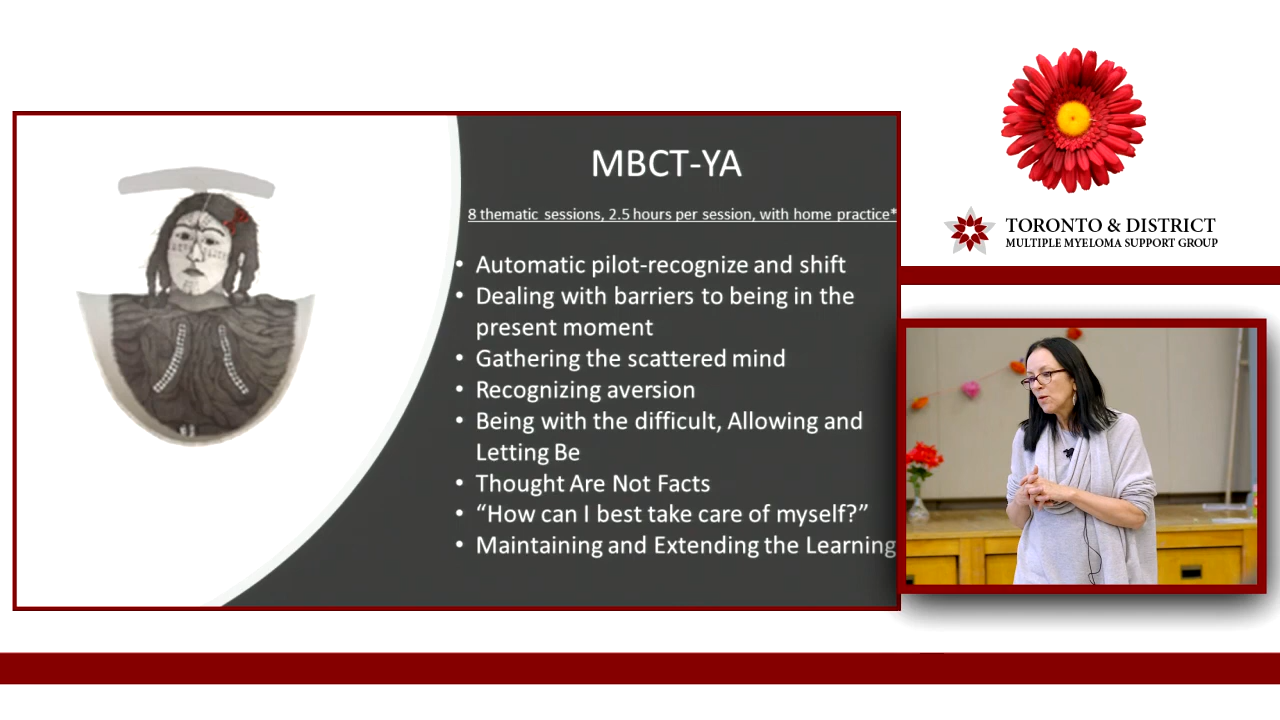 MBCT-YA
8 thematic sessions, 2.5 hours per session, with home practice*
• Automatic pilot-recognize and shift
• Dealing with barriers to being in the
present moment
• Gathering the scattered mind
• Recognizing aversion
• Being with the difficult, Allowing and
Letting Be
• Thought Are Not Facts
• “How can I best take care of myself?”
• Maintaining and Extending the Learning
TORONTO & DISTRICT
MULTIPLE MYELOMA SUPPORT GROUP